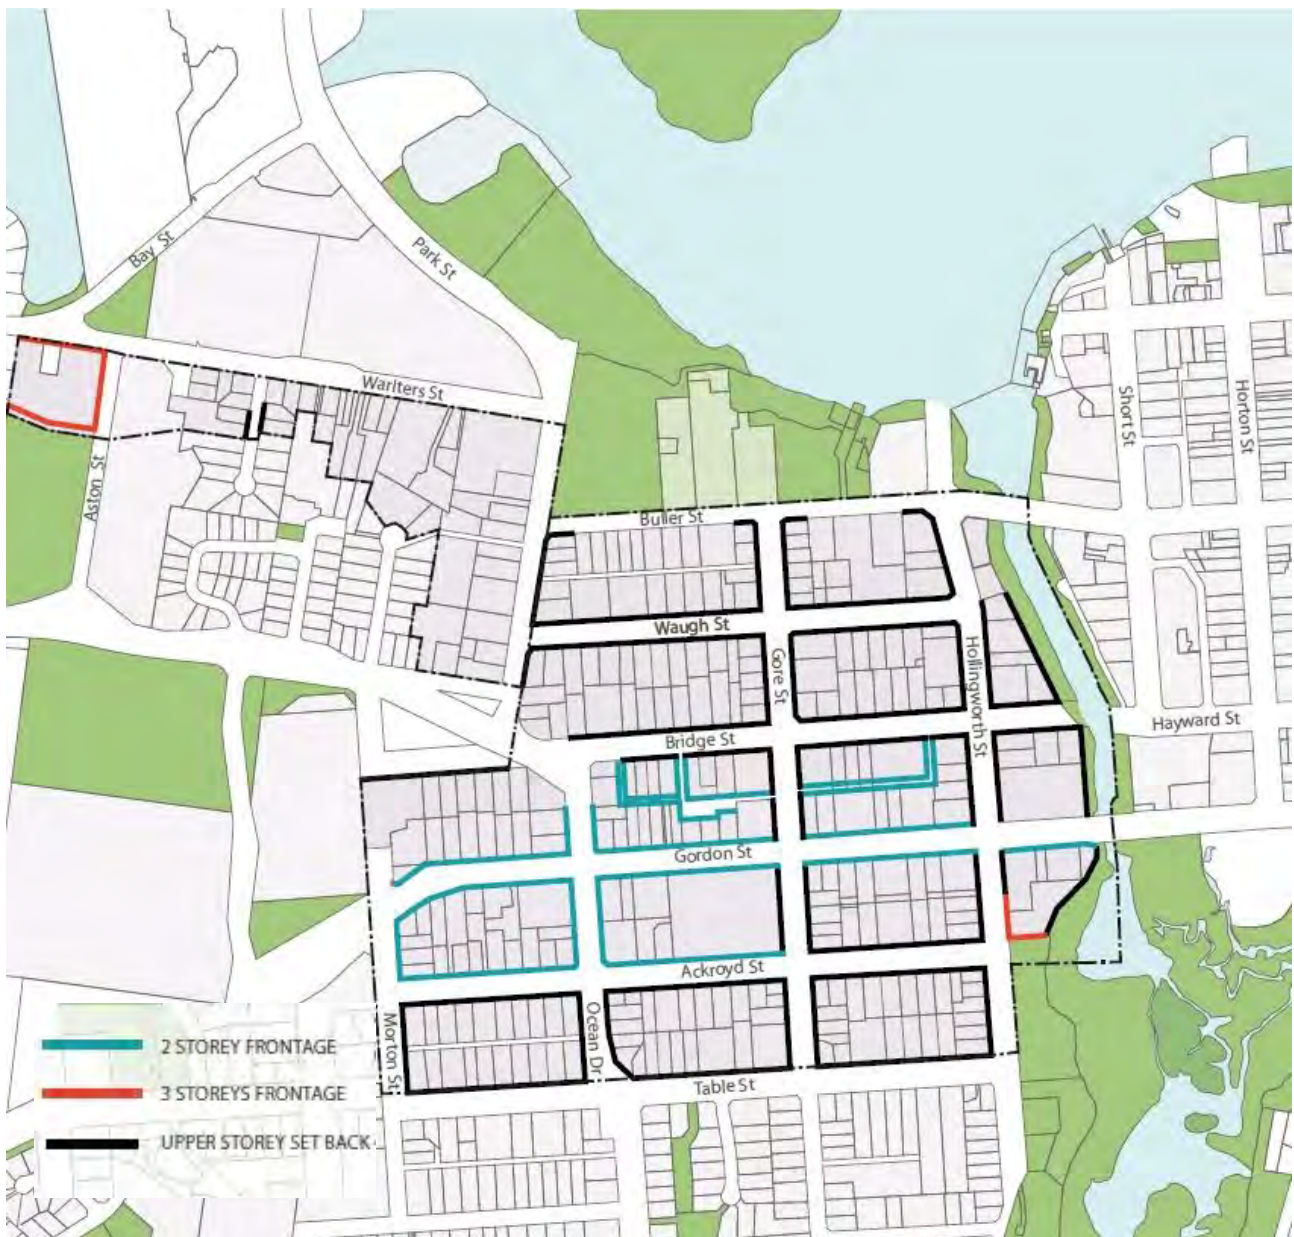 Bay St
Park St
Warlters St
Short St
Horton St
Aston St
Buller St
Waugh St
Gore St
Hollingworth St
Hayward St
Bridge St
Gordon St
Ackroyd St
Ocean Dr
Morton St
Table St
2 STOREY FRONTAGE
3 STOREYS FRONTAGE
UPPER STOREY SET BACK